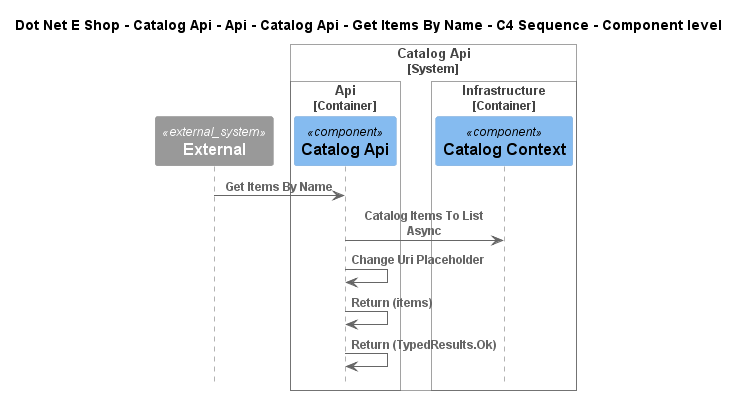 Dot Net E Shop - Catalog Api - Api - Catalog Api - Get Items By Name - C4 Sequence - Component level
Catalog Api
[System]
Api
[Container]
Infrastructure
[Container]
«external_system»
External
«component»
Catalog Api
«component»
Catalog Context
Get Items By Name
Catalog Items To List
Async
Change Uri Placeholder
Return (items)
Return (TypedResults.Ok)